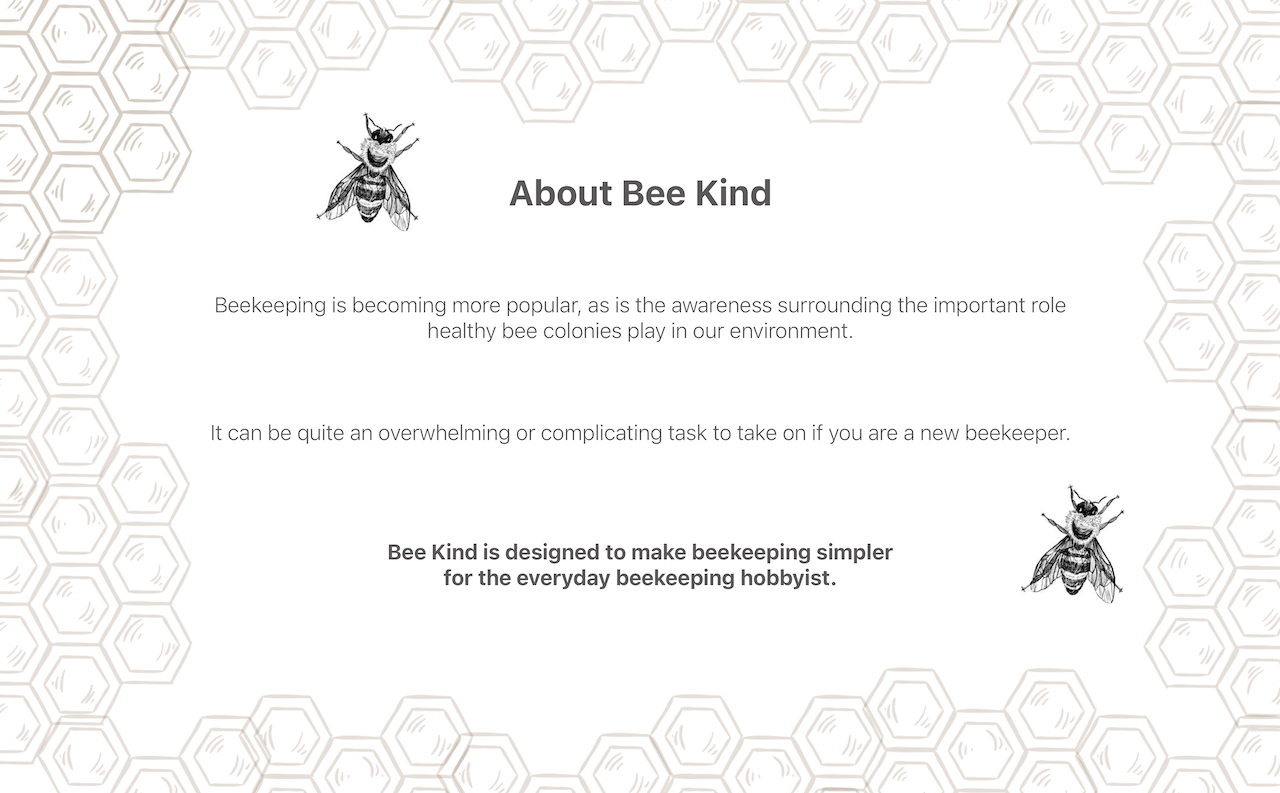 About Bee Kind
Beekeeping is becoming more popular, as is the awareness surrounding the important role
healthy bee colonies play in our environment.
It can be quite an overwhelming or complicating task to take on if you are a new beekeeper.
Bee Kind is designed to make beekeeping simpler
for the everyday beekeeping hobbyist.